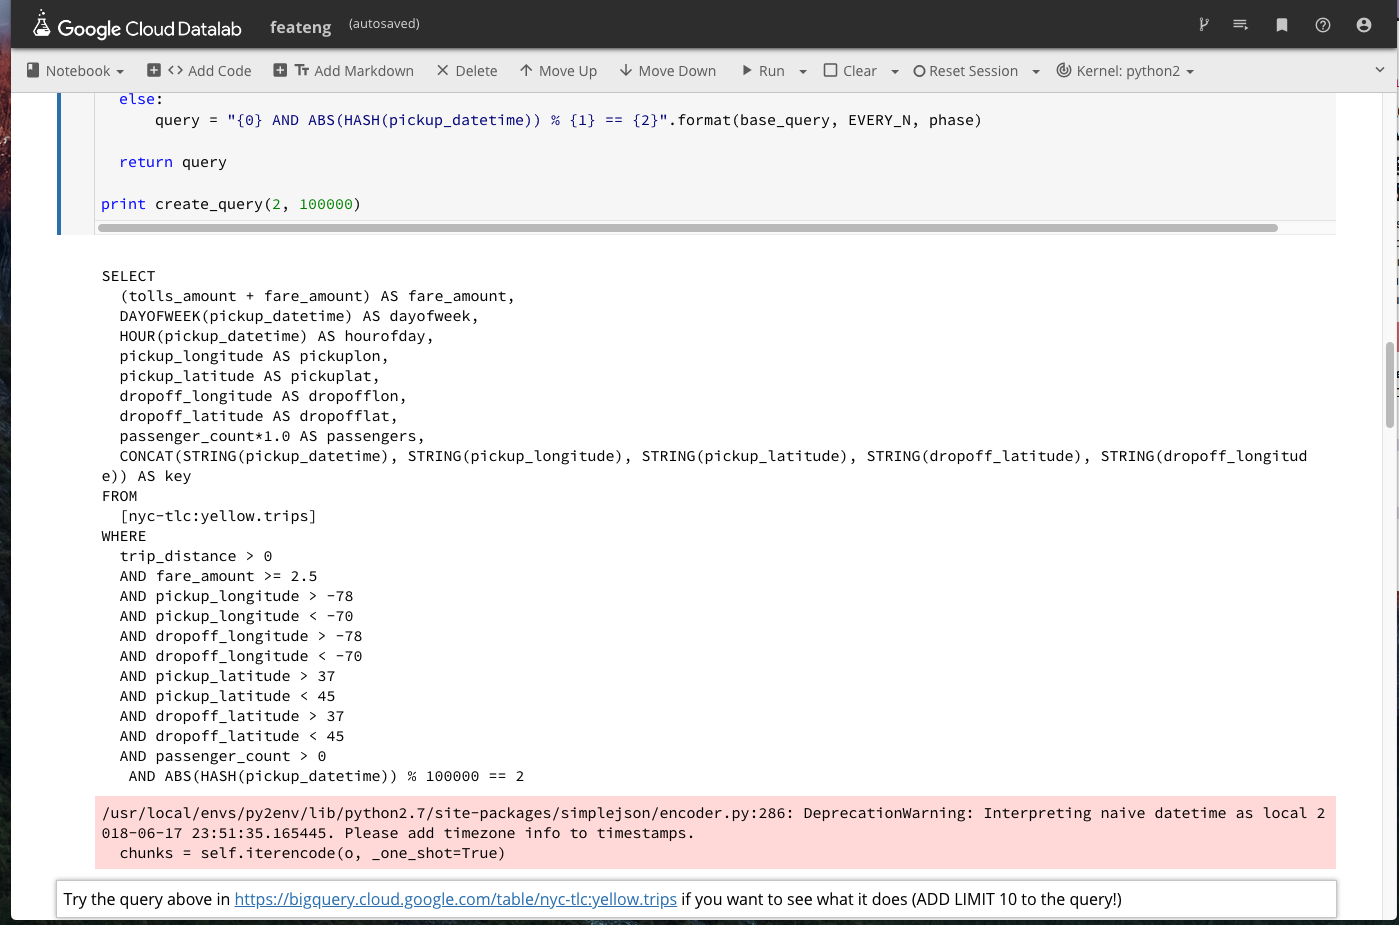 Google Cloud Datalab feateng (autosaved)
Notebook <> Add Code Tт Add Markdown Delete Move Up Move Down Run Clear Reset Session Kernel: python2
else:
query = "{0} AND ABS(HASH(pickup_datetime)) % {1} == {2}".format(base_query, EVERY_N, phase)
return query
print create_query(2, 100000)
SELECT
(tolls_amount + fare_amount) AS fare_amount,
DAYOFWEEK(pickup_datetime) AS dayofweek,
HOUR(pickup_datetime) AS hourofday,
pickup_longitude AS pickuplon,
pickup_latitude AS pickuplat,
dropoff_longitude AS dropofflon,
dropoff_latitude AS dropofflat,
passenger_count*1.0 AS passengers,
CONCAT(STRING(pickup_datetime), STRING(pickup_longitude), STRING(pickup_latitude), STRING(dropoff_latitude), STRING(dropoff_longitud
e)) AS key
FROM
[nyc-tlc:yellow.trips]
WHERE
trip_distance > 0
AND fare_amount >= 2.5
AND pickup_longitude > -78
AND pickup_longitude < -70
AND dropoff_longitude > -78
AND dropoff_longitude < -70
AND pickup_latitude > 37
AND pickup_latitude < 45
AND dropoff_latitude > 37
AND dropoff_latitude < 45
AND passenger_count > 0
AND ABS(HASH(pickup_datetime)) % 100000 == 2
/usr/local/envs/py2env/lib/python2.7/site-packages/simplejson/encoder.py:286: DeprecationWarning: Interpreting naive datetime as local 2
018-06-17 23:51:35.165445. Please add timezone info to timestamps.
chunks = self.iterencode(o, _one_shot=True)
Try the query above in https://bigquery.cloud.google.com/table/nyc-tlc:yellow.trips if you want to see what it does (ADD LIMIT 10 to the query!)